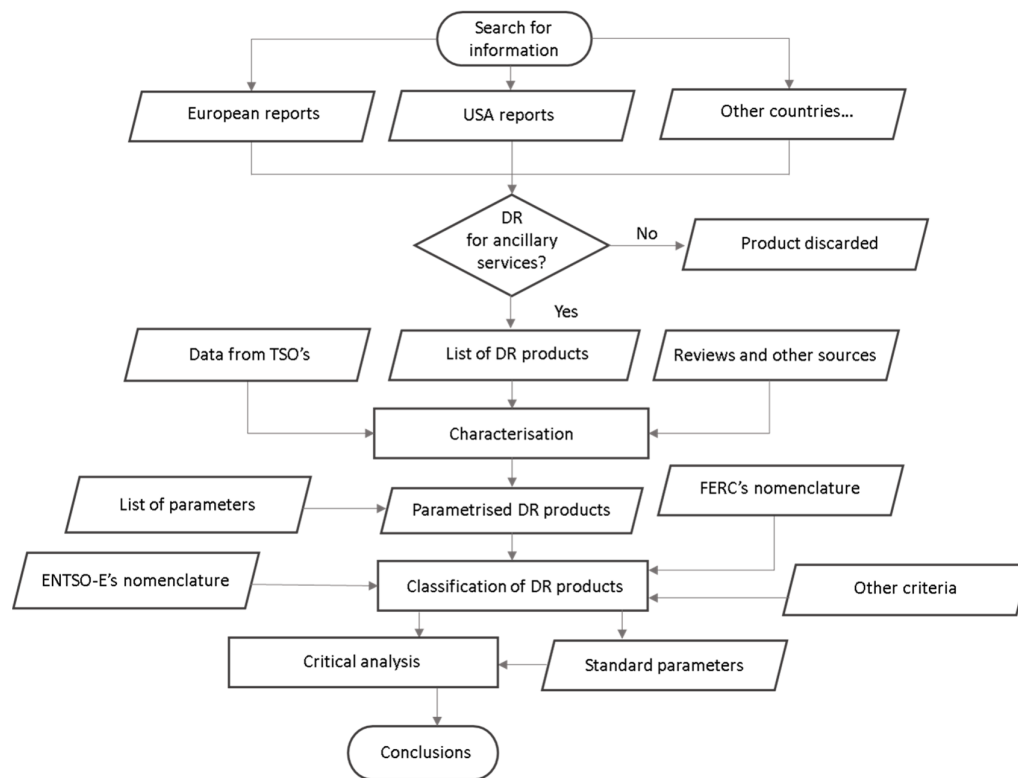 Search for
information
European reports
USA reports
Other countries...
DR
for ancillary
services?
No
Product discarded
Yes
Data from TSO's
List of DR products
Reviews and other sources
Characterisation
List of parameters
Parametrised DR products
FERC's nomenclature
ENTSO-E's nomenclature
Classification of DR products
Other criteria
Critical analysis
Standard parameters
Conclusions